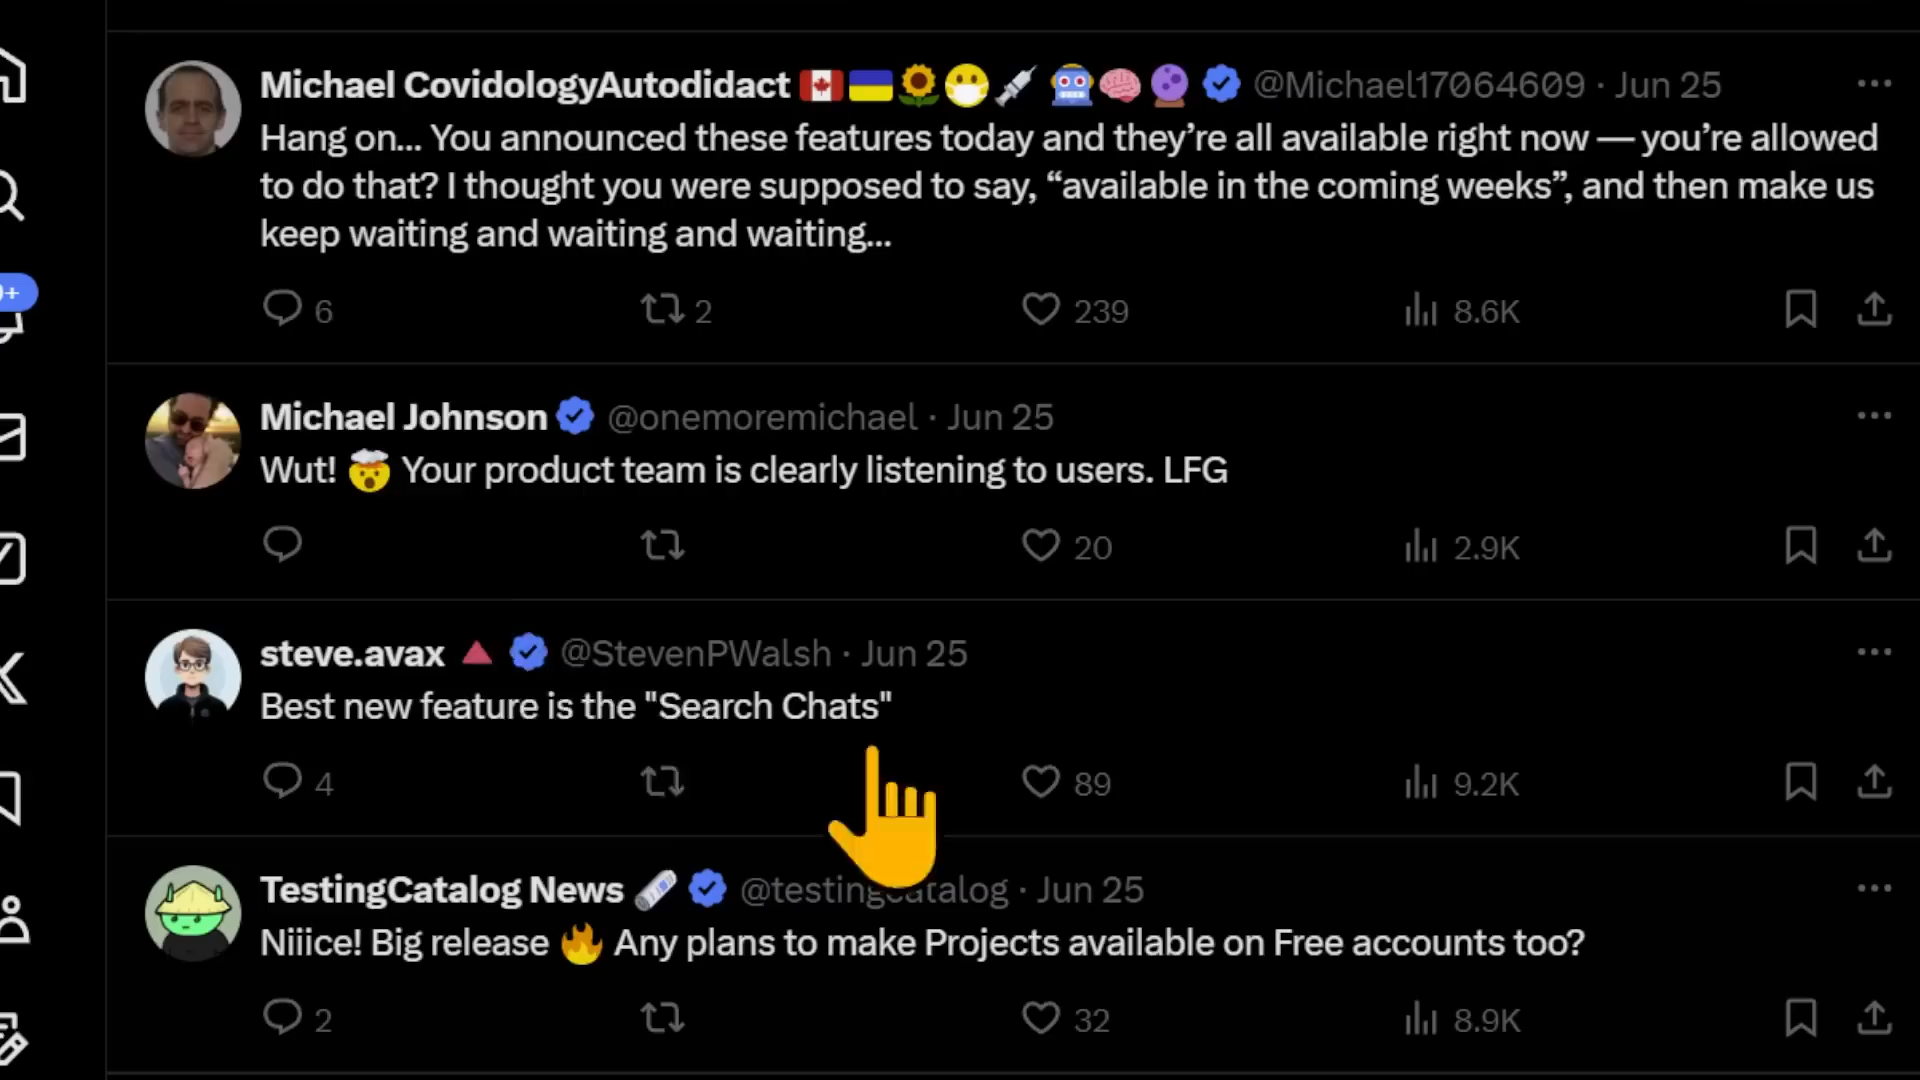 Michael CovidologyAutodidact 🇨🇦🇺🇦🌻😷💉🤖🧠🔮 @Michael17064609 · Jun 25
Hang on... You announced these features today and they’re all available right now — you’re allowed
to do that? I thought you were supposed to say, “available in the coming weeks”, and then make us
keep waiting and waiting and waiting...
6 2 239 8.6K
Michael Johnson @onemoremichael · Jun 25
Wut! 🤯 Your product team is clearly listening to users. LFG
20 2.9K
steve.avax 🔺 @StevenPWalsh · Jun 25
Best new feature is the "Search Chats"
4 89 9.2K
TestingCatalog News 🗞 @testingcatalog · Jun 25
Niiice! Big release 🔥 Any plans to make Projects available on Free accounts too?
2 32 8.9K